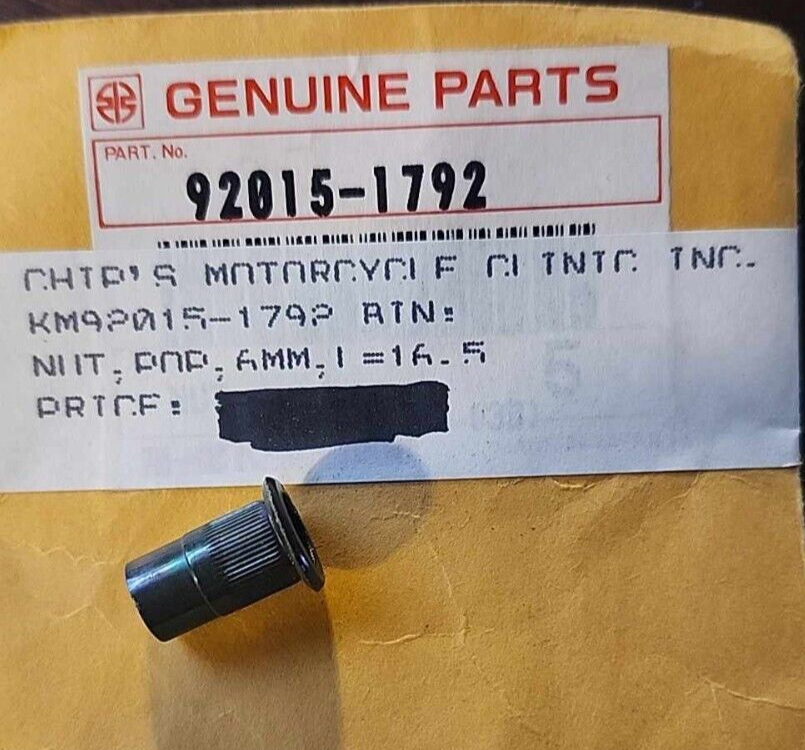 GENUINE PARTS
PART. No.
92015-1792
CHIP'S MOTORCYCLE CLINIC INC.
KM92015-1792 BIN:
NUT, POP, 6MM, L=16.5
PRICE: